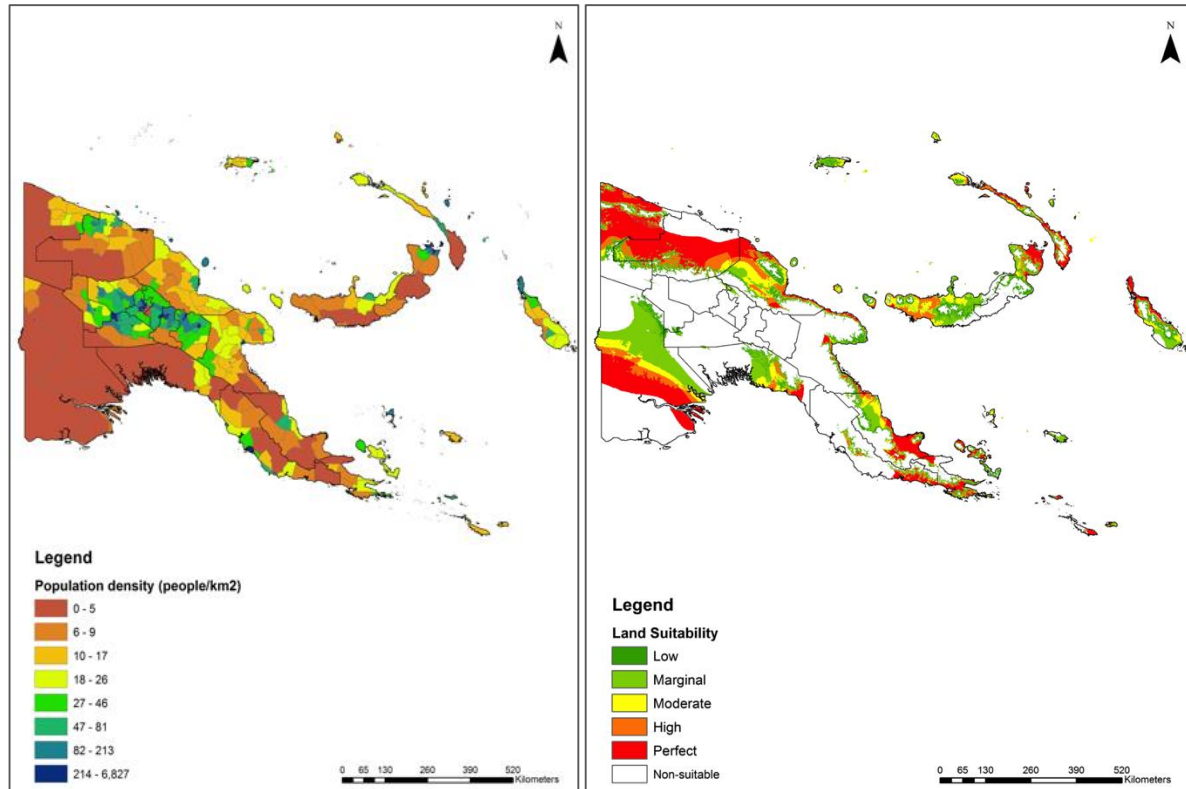 N
Legend
Population density (people/km2)
0 - 5
6 - 9
10 - 17
18 - 26
27 - 46
47 - 81
82 - 213
214 - 6,827
0 65 130 260 390 520
Kilometers
N
Legend
Land Suitability
Low
Marginal
Moderate
High
Perfect
Non-suitable
0 65 130 260 390 520
Kilometers